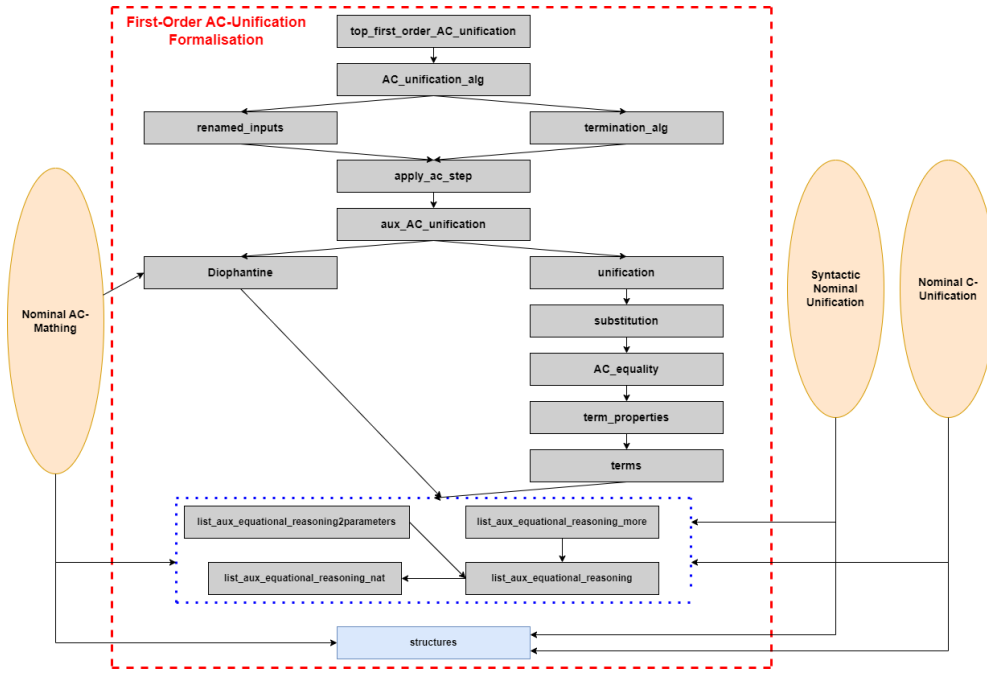 First-Order AC-Unification
Formalisation
top_first_order_AC_unification
AC_unification_alg
renamed_inputs
termination_alg
apply_ac_step
aux_AC_unification
Diophantine
unification
Nominal AC-
Mathing
Syntactic
Nominal
Unification
Nominal C-
Unification
substitution
AC_equality
term_properties
terms
list_aux_equational_reasoning2parameters
list_aux_equational_reasoning_more
list_aux_equational_reasoning_nat
list_aux_equational_reasoning
structures